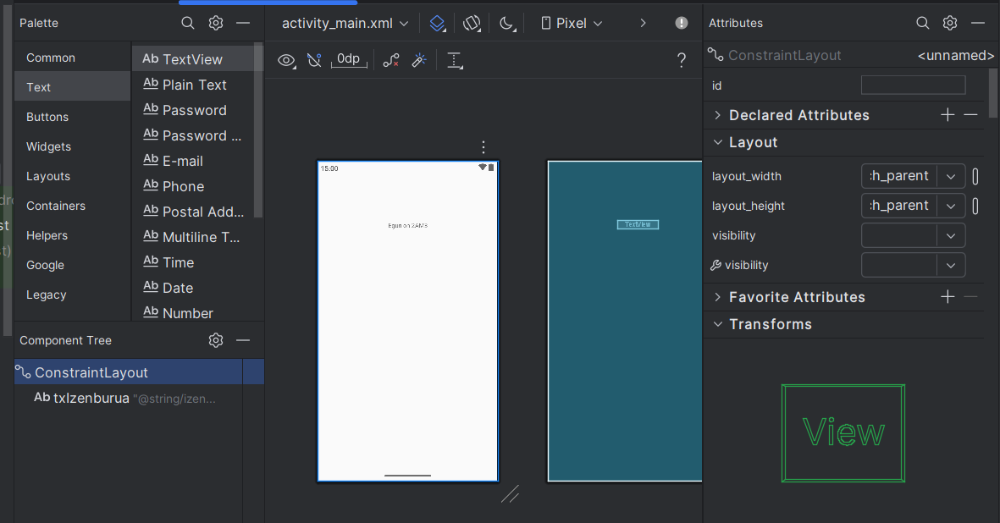 Palette
Common
Text
Buttons
Widgets
Layouts
Containers
Helpers
Google
Legacy
Ab TextView
Ab Plain Text
Ab Password
Ab Password ...
Ab E-mail
Ab Phone
Ab Postal Add...
Ab Multiline T...
Ab Time
Ab Date
Ab Number
Component Tree
ConstraintLayout
Ab txIzenburua "@string/izen...
activity_main.xml
Pixel
0dp
?
15:00
Egun on 2AM3
TextView
Attributes
ConstraintLayout <unnamed>
id
Declared Attributes
Layout
layout_width :h_parent
layout_height :h_parent
visibility
visibility
Favorite Attributes
Transforms
View